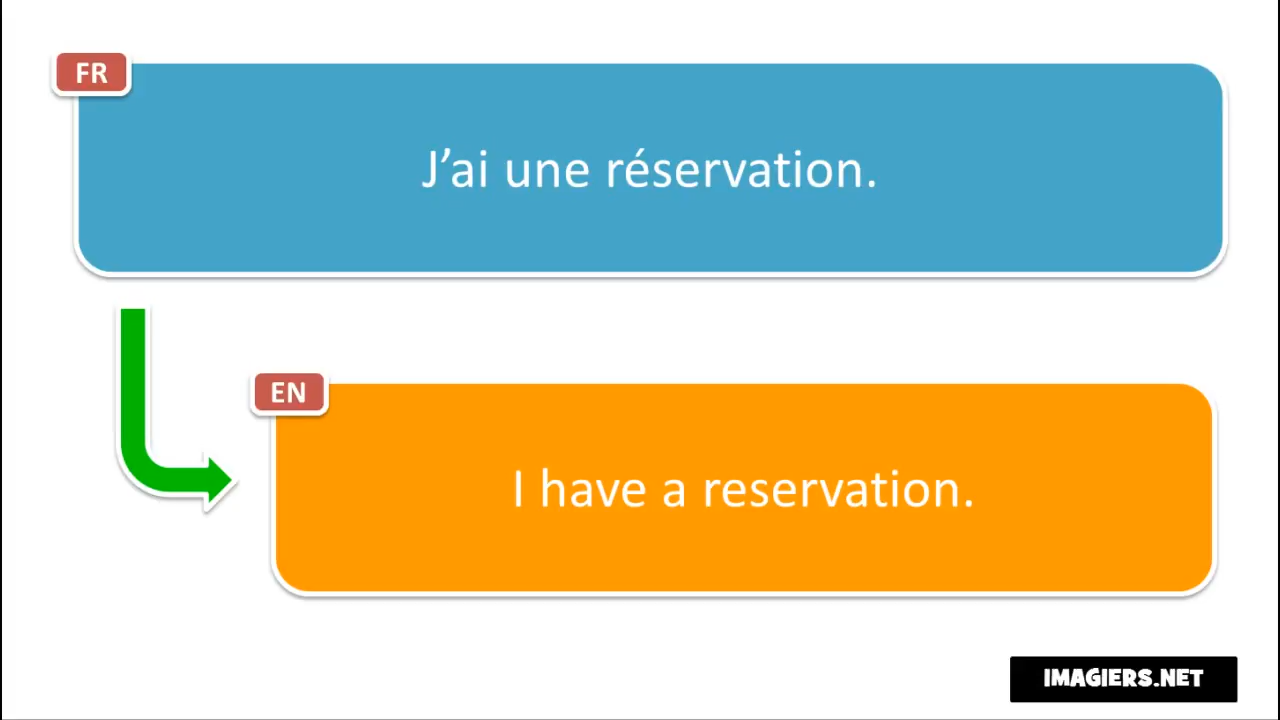 FR
J’ai une réservation.
EN
I have a reservation.
IMAGIERS.NET